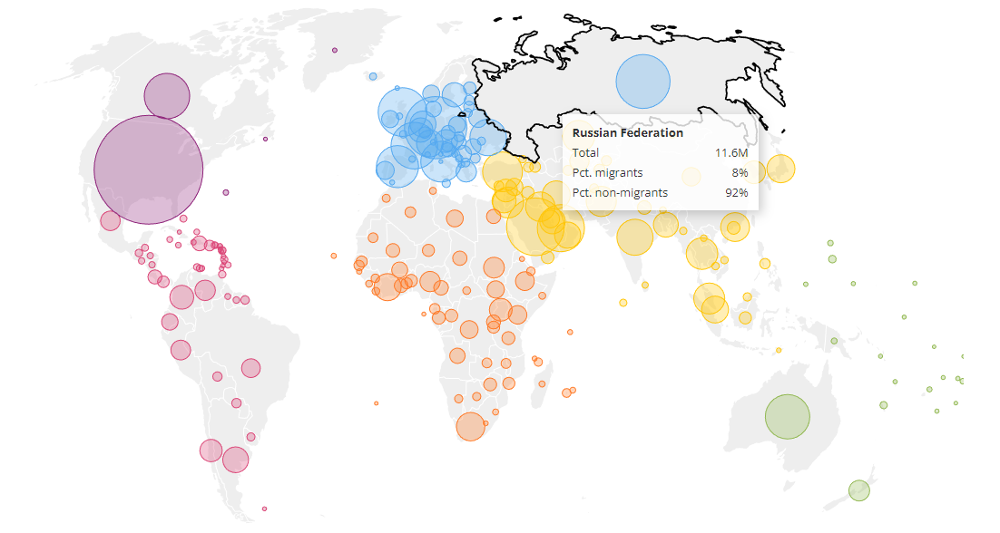 Russian Federation
Total 11.6M
Pct. migrants 8%
Pct. non-migrants 92%